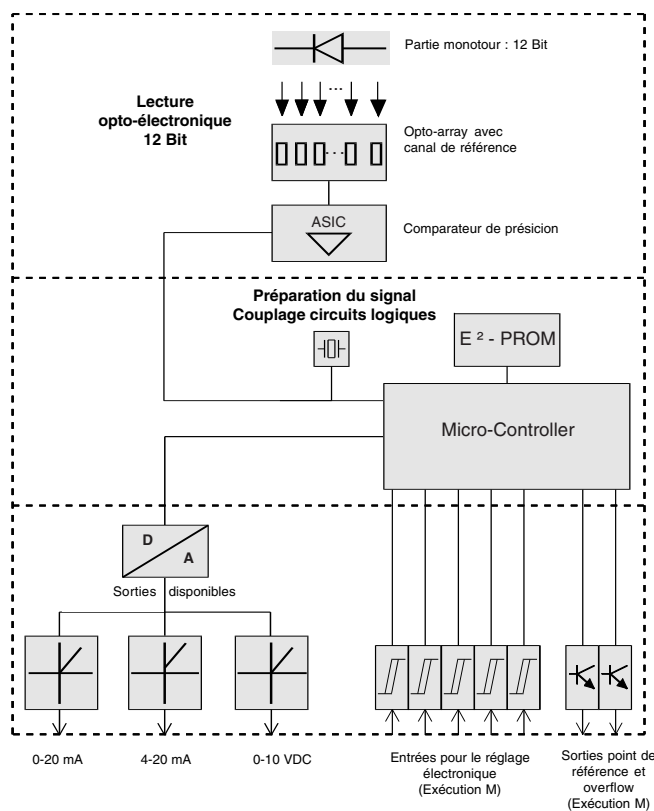 Partie monotour : 12 Bit
Lecture
opto-électronique
12 Bit
Opto-array avec
canal de référence
ASIC
Comparateur de présicion
Préparation du signal
Couplage circuits logiques
E ² - PROM
Micro-Controller
D
A
Sorties disponibles
0-20 mA
4-20 mA
0-10 VDC
Entrées pour le réglage
électronique
(Exécution M)
Sorties point de
référence et
overflow
(Exécution M)